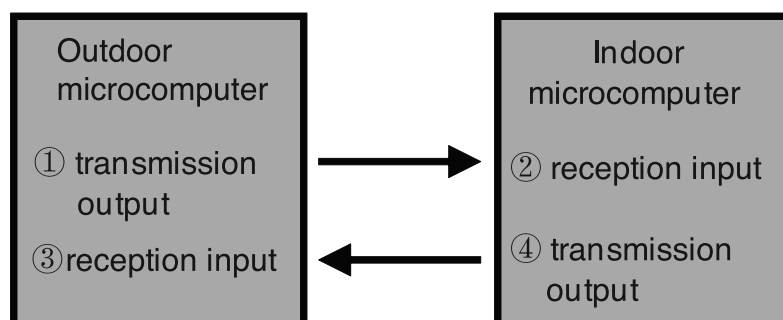 Outdoor
microcomputer
① transmission
output
③reception input
Indoor
microcomputer
② reception input
④ transmission
output